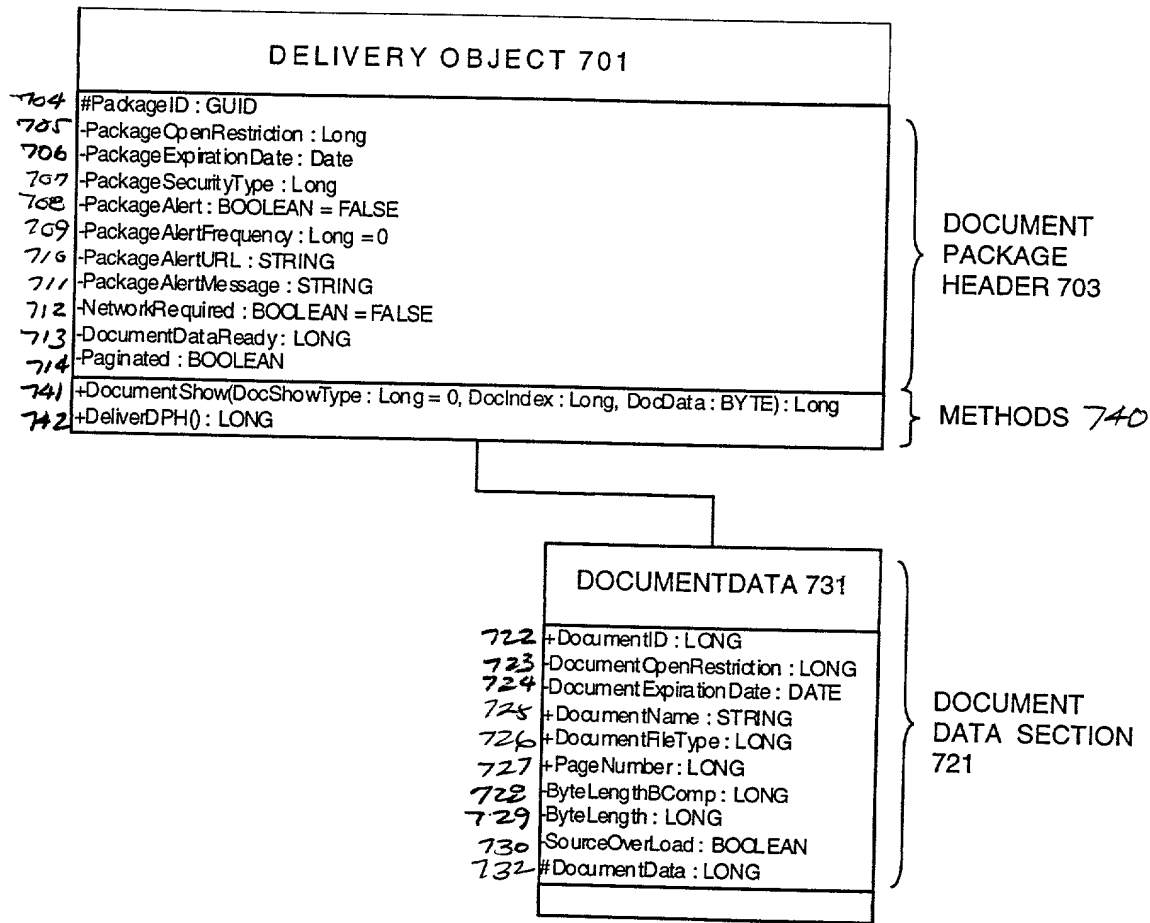 DELIVERY OBJECT 701
704 #PackageID : GUID
705 -PackageOpenRestriction : Long
706 -PackageExpirationDate : Date
707 -PackageSecurityType : Long
708 -PackageAlert : BOOLEAN = FALSE
709 -PackageAlertFrequency : Long = 0
710 -PackageAlertURL : STRING
711 -PackageAlertMessage : STRING
712 -NetworkRequired : BOOLEAN = FALSE
713 -DocumentDataReady : LONG
714 -Paginated : BOOLEAN
DOCUMENT
PACKAGE
HEADER 703
741 +DocumentShow(DocShowType : Long = 0, DocIndex : Long, DocData : BYTE) : Long
742 +DeliverDPH() : LONG
METHODS 740
DOCUMENTDATA 731
722 +DocumentID : LONG
723 -DocumentOpenRestriction : LONG
724 -DocumentExpirationDate : DATE
725 +DocumentName : STRING
726 +DocumentFileType : LONG
727 +PageNumber : LONG
728 -ByteLengthBComp : LONG
729 -ByteLength : LONG
730 -SourceOverLoad : BOOLEAN
732 #DocumentData : LONG
DOCUMENT
DATA SECTION
721